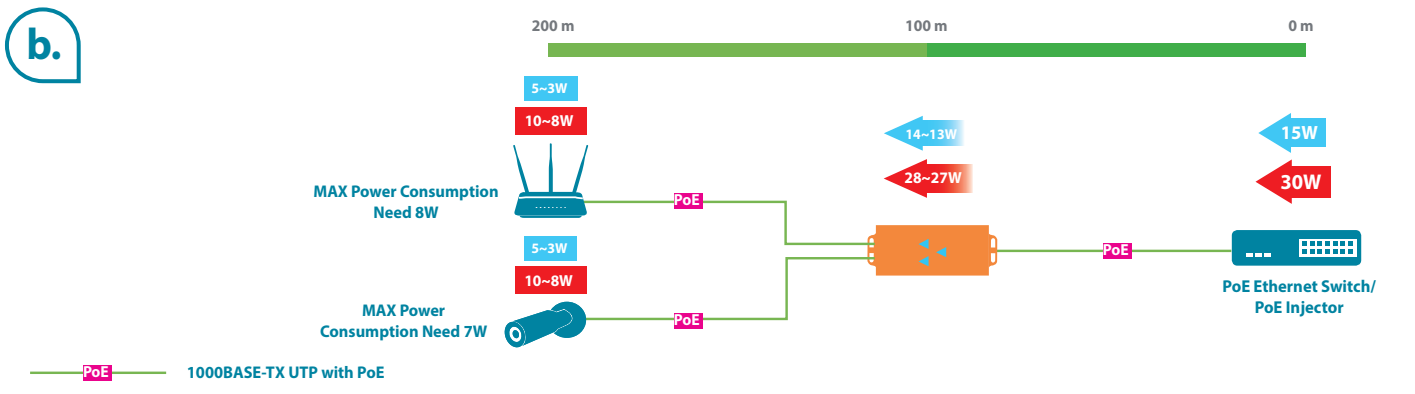 b.
200 m
100 m
0 m
5~3W
10~8W
14~13W
15W
28~27W
30W
MAX Power Consumption
Need 8W
PoE
5~3W
10~8W
PoE
PoE Ethernet Switch/
PoE Injector
MAX Power
Consumption Need 7W
PoE
PoE
1000BASE-TX UTP with PoE